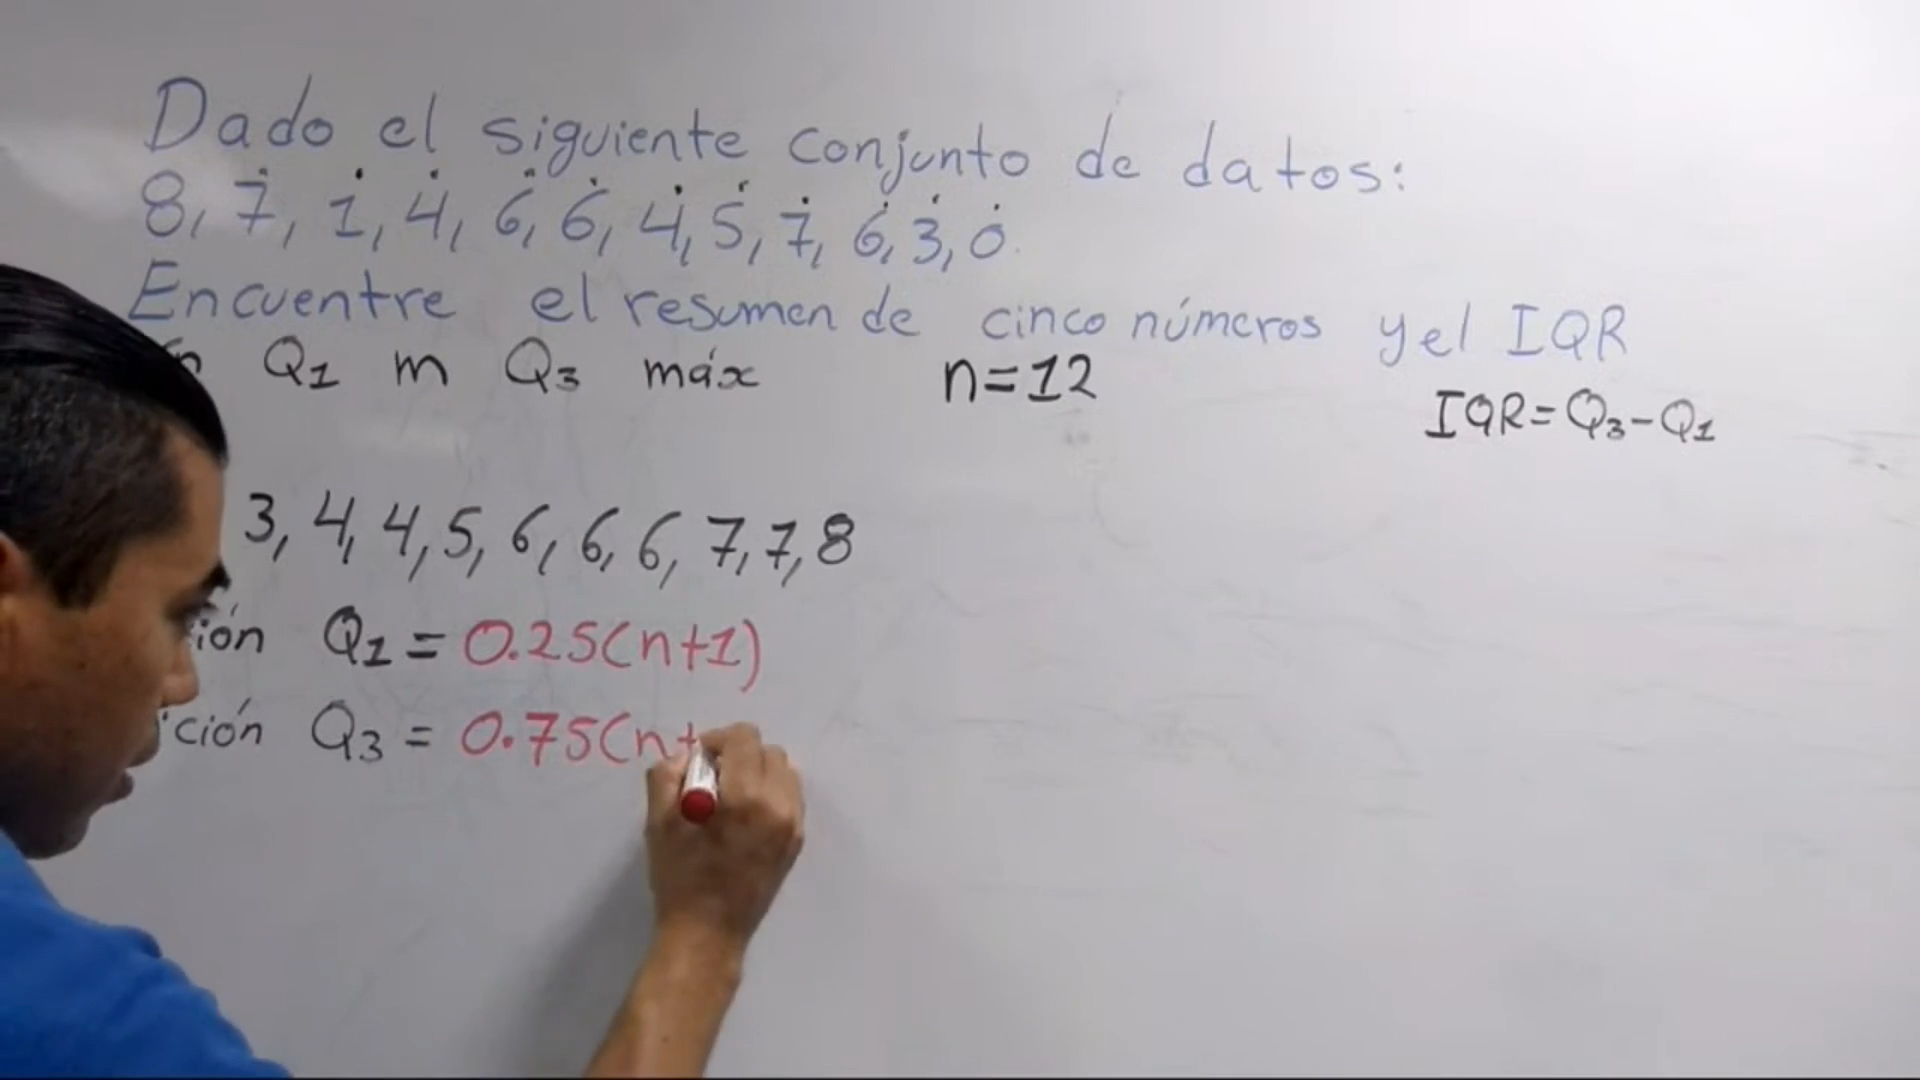 Dado el siguiente conjunto de datos:
8, 7, 1, 4, 6, 6, 4, 5, 7, 6, 3, 0.
Encuentre el resumen de cinco números y el IQR
Q1 m Q3 máx n=12
IQR=Q3-Q1
3, 4, 4, 5, 6, 6, 6, 7, 7, 8
ión Q1 = 0.25(n+1)
ción Q3 = 0.75(n+